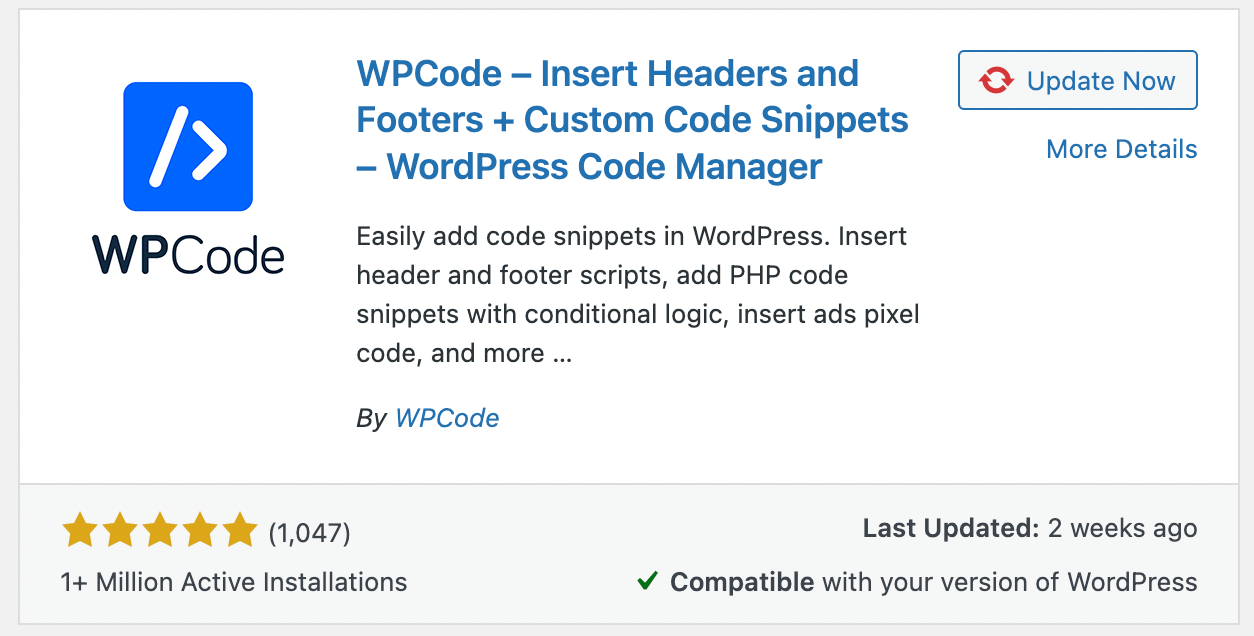 WPCode
WPCode – Insert Headers and
Footers + Custom Code Snippets
– WordPress Code Manager
Easily add code snippets in WordPress. Insert
header and footer scripts, add PHP code
snippets with conditional logic, insert ads pixel
code, and more ...
By WPCode
Update Now
More Details
(1,047)
1+ Million Active Installations
Last Updated: 2 weeks ago
Compatible with your version of WordPress